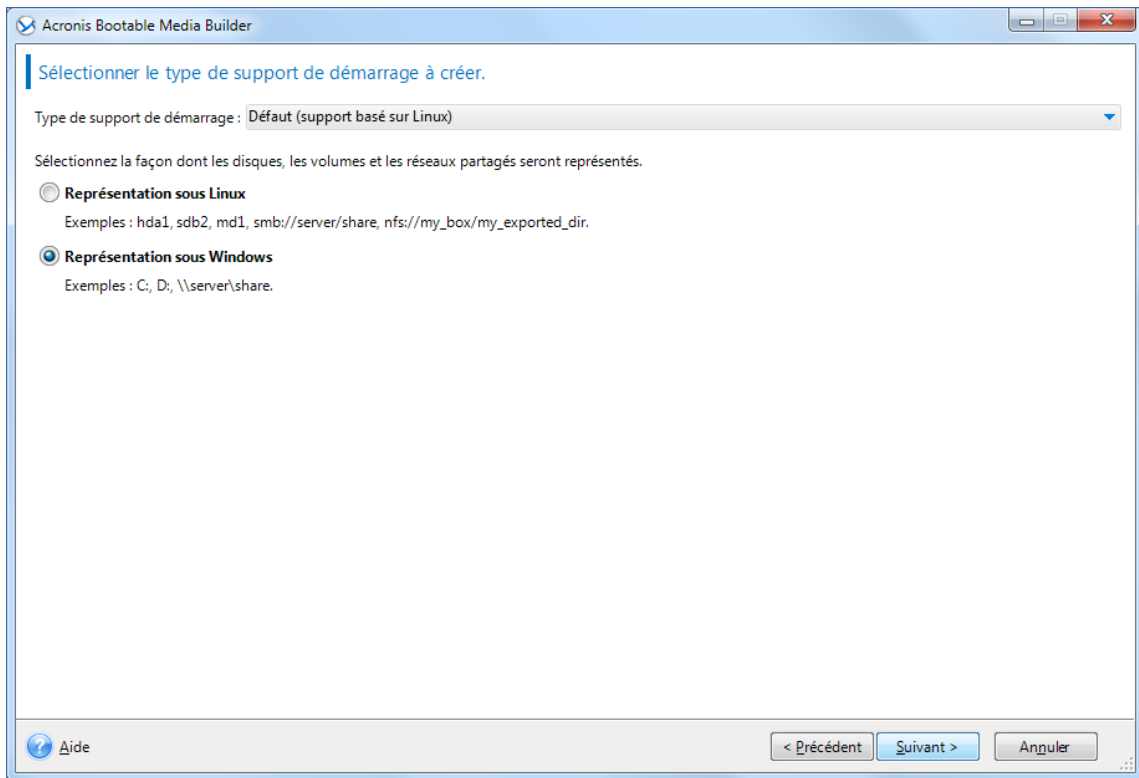 Acronis Bootable Media Builder
Sélectionner le type de support de démarrage à créer.
Type de support de démarrage : Défaut (support basé sur Linux)
Sélectionnez la façon dont les disques, les volumes et les réseaux partagés seront représentés.
Représentation sous Linux
Exemples : hda1, sdb2, md1, smb://server/share, nfs://my_box/my_exported_dir.
Représentation sous Windows
Exemples : C:, D:, \\server\share.
Aide
< Précédent
Suivant >
Annuler